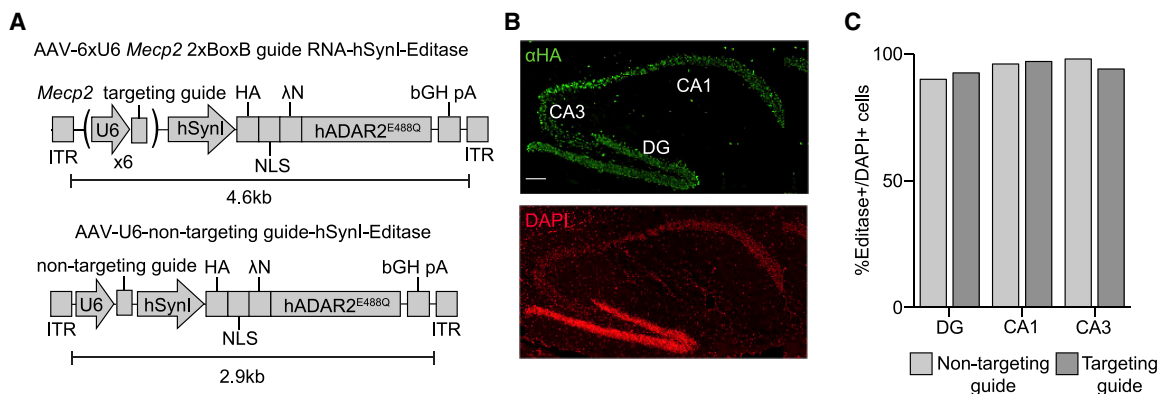 A
AAV-6xU6 Mecp2 2xBoxB guide RNA-hSynI-Editase
Mecp2 targeting guide HA λN bGH pA
( U6 ) hSynI hADAR2E488Q
ITR x6 NLS ITR
4.6kb
AAV-U6-non-targeting guide-hSynI-Editase
non-targeting guide HA λN bGH pA
U6 hSynI hADAR2E488Q
ITR NLS ITR
2.9kb
B
αHA
CA1
CA3
DG
DAPI
C
%Editase+/DAPI+ cells
100
50
0
DG CA1 CA3
Non-targeting guide
Targeting guide